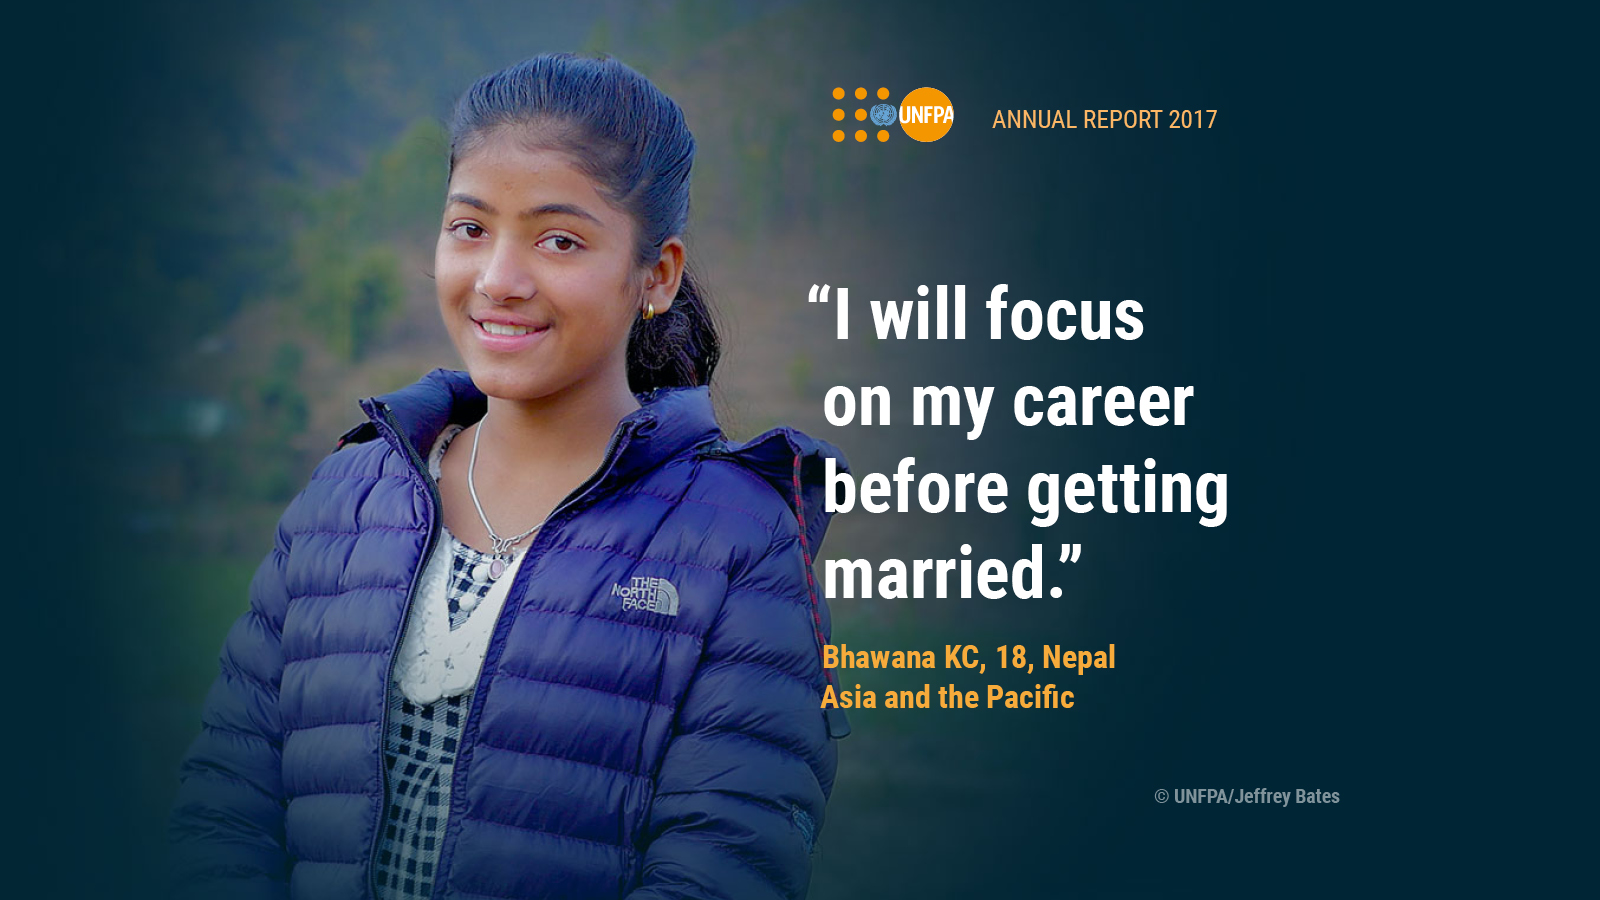 UNFPA
ANNUAL REPORT 2017
“I will focus
on my career
before getting
married.”
Bhawana KC, 18, Nepal
Asia and the Pacific
THE
NORTH
FACE
© UNFPA/Jeffrey Bates